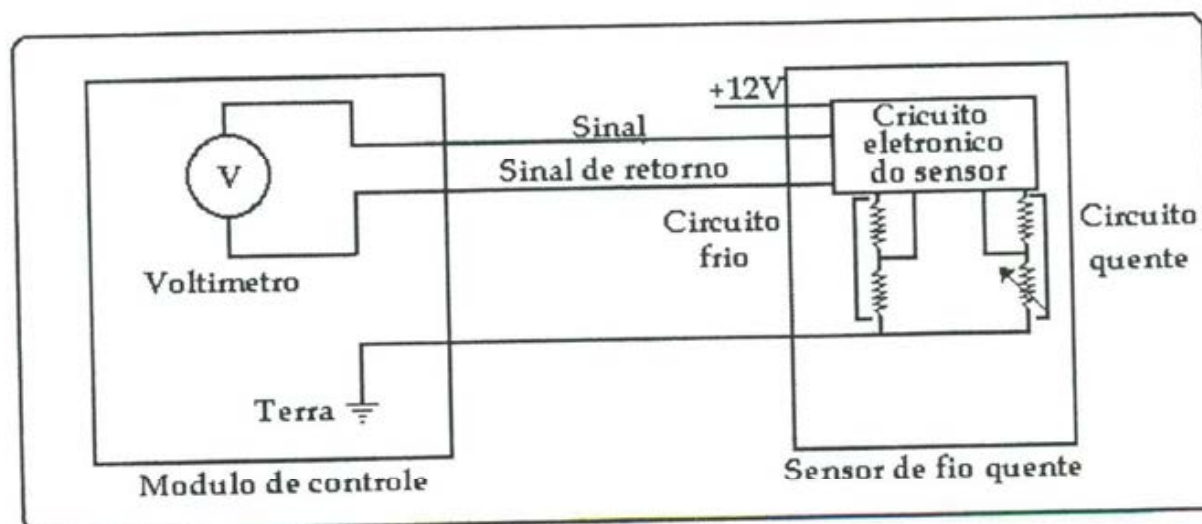 +12V
Sinal
Sinal de retorno
Cricuito
eletronico
do sensor
V
Voltimetro
Circuito
frio
Circuito
quente
Terra
Modulo de controle
Sensor de fio quente